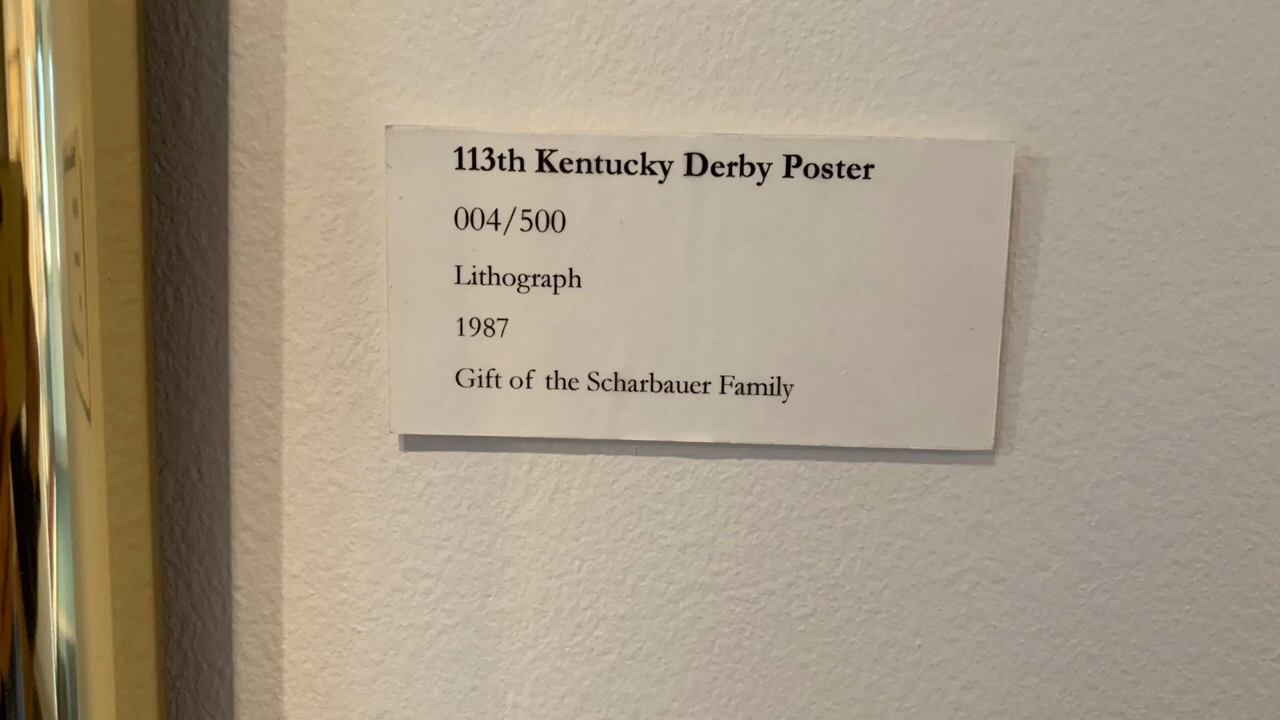 113th Kentucky Derby Poster
004/500
Lithograph
1987
Gift of the Scharbauer Family